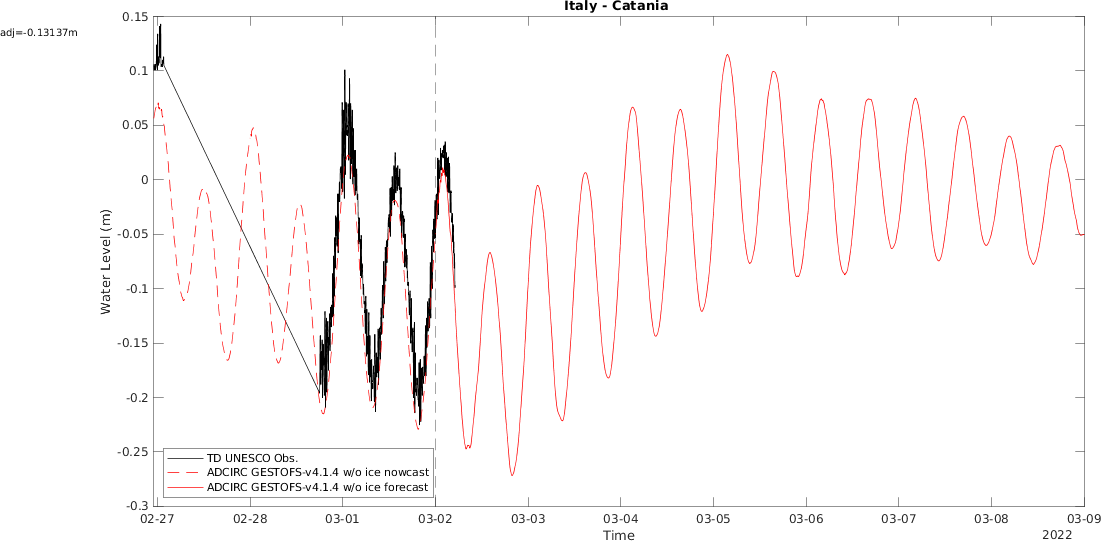 Italy - Catania
adj=-0.13137m
0.15
0.1
0.05
0
-0.05
-0.1
-0.15
-0.2
-0.25
-0.3
Water Level (m)
TD UNESCO Obs.
ADCIRC GESTOFS-v4.1.4 w/o ice nowcast
ADCIRC GESTOFS-v4.1.4 w/o ice forecast
02-27 02-28 03-01 03-02 03-03 03-04 03-05 03-06 03-07 03-08 03-09
Time
2022